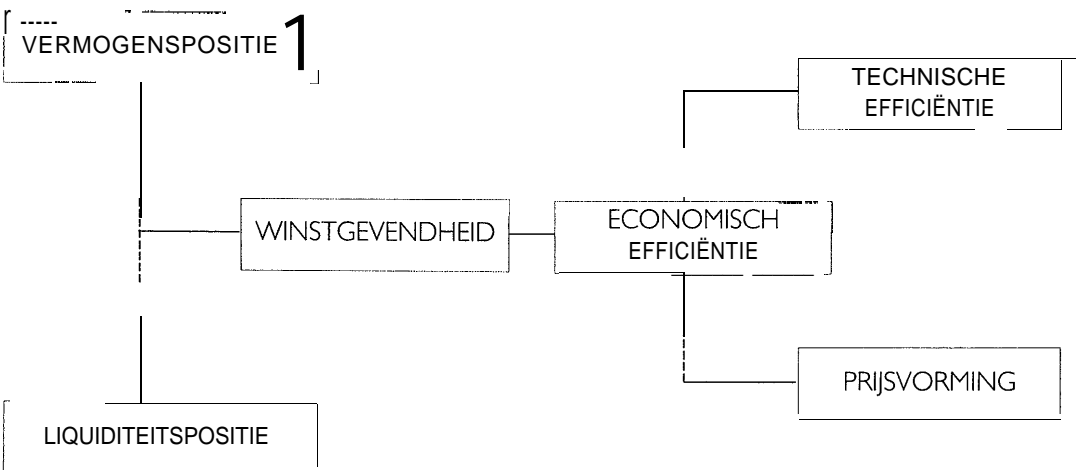 VERMOGENSPOSITIE 1
TECHNISCHE
EFFICIËNTIE
WINSTGEVENDHEID
ECONOMISCH
EFFICIËNTIE
PRIJSVORMING
LIQUIDITEITSPOSITIE